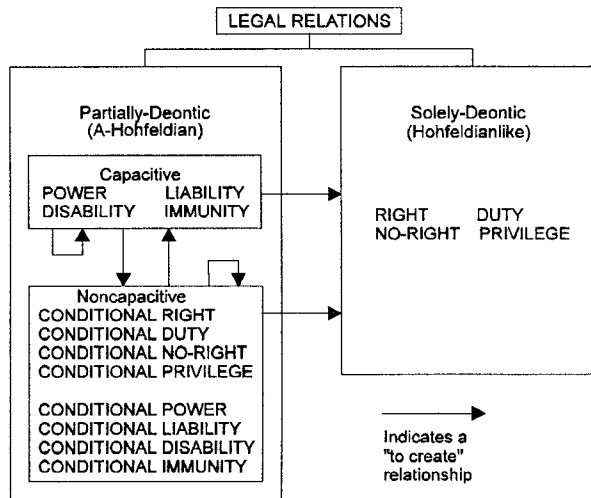 LEGAL RELATIONS
Partially-Deontic
(A-Hohfeldian)
Capacitive
POWER LIABILITY
DISABILITY IMMUNITY
Noncapacitive
CONDITIONAL RIGHT
CONDITIONAL DUTY
CONDITIONAL NO-RIGHT
CONDITIONAL PRIVILEGE
CONDITIONAL POWER
CONDITIONAL LIABILITY
CONDITIONAL DISABILITY
CONDITIONAL IMMUNITY
Solely-Deontic
(Hohfeldianlike)
RIGHT DUTY
NO-RIGHT PRIVILEGE
Indicates a
"to create"
relationship